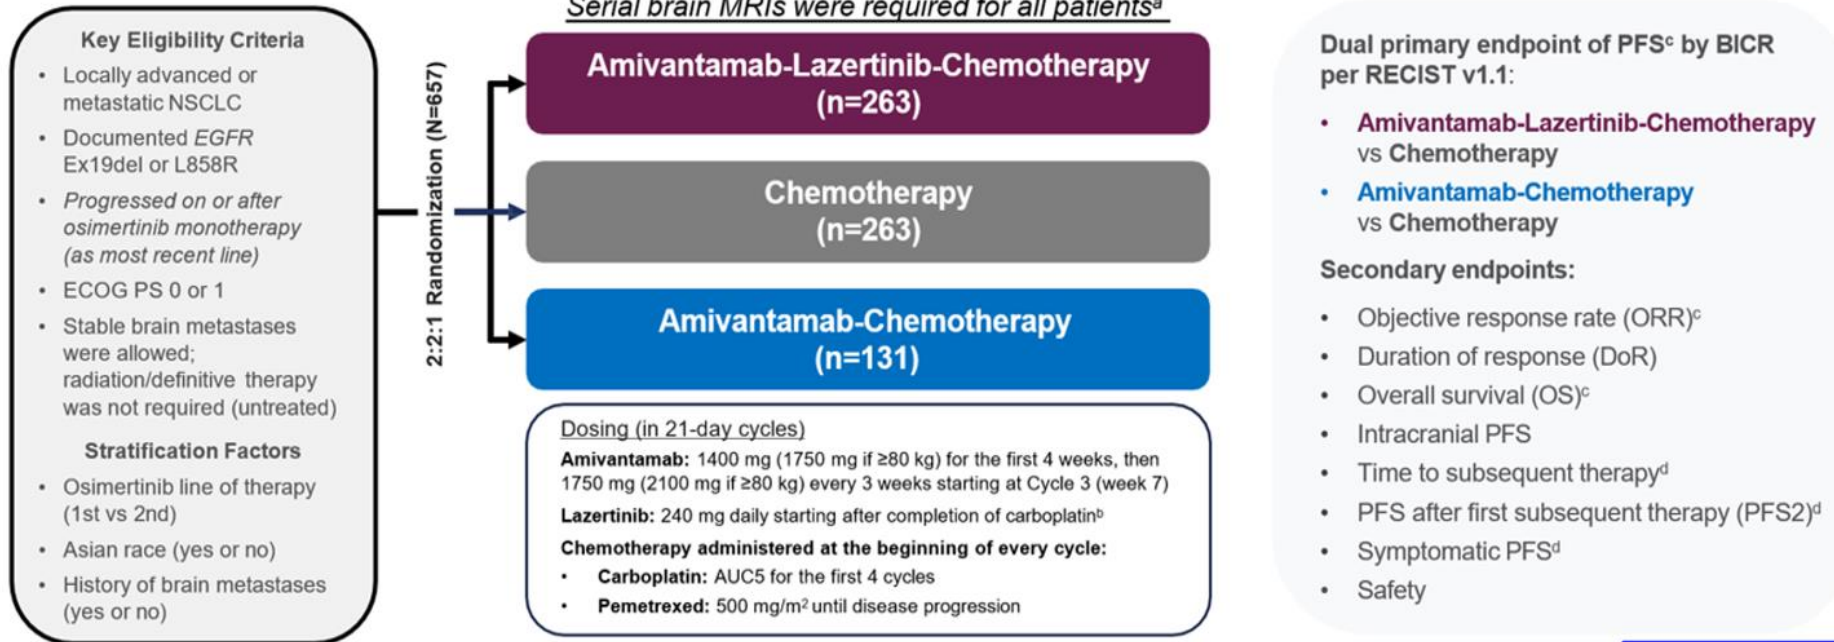 Serial brain MRIs were required for all patientsᵃ
Key Eligibility Criteria
• Locally advanced or
metastatic NSCLC
• Documented EGFR
Ex19del or L858R
• Progressed on or after
osimertinib monotherapy
(as most recent line)
• ECOG PS 0 or 1
• Stable brain metastases
were allowed;
radiation/definitive therapy
was not required (untreated)
Stratification Factors
• Osimertinib line of therapy
(1st vs 2nd)
• Asian race (yes or no)
• History of brain metastases
(yes or no)
2:2:1 Randomization (N=657)
Amivantamab-Lazertinib-Chemotherapy
(n=263)
Chemotherapy
(n=263)
Amivantamab-Chemotherapy
(n=131)
Dosing (in 21-day cycles)
Amivantamab: 1400 mg (1750 mg if ≥80 kg) for the first 4 weeks, then
1750 mg (2100 mg if ≥80 kg) every 3 weeks starting at Cycle 3 (week 7)
Lazertinib: 240 mg daily starting after completion of carboplatinᵇ
Chemotherapy administered at the beginning of every cycle:
• Carboplatin: AUC5 for the first 4 cycles
• Pemetrexed: 500 mg/m² until disease progression
Dual primary endpoint of PFSᶜ by BICR
per RECIST v1.1:
• Amivantamab-Lazertinib-Chemotherapy
vs Chemotherapy
• Amivantamab-Chemotherapy
vs Chemotherapy
Secondary endpoints:
• Objective response rate (ORR)ᶜ
• Duration of response (DoR)
• Overall survival (OS)ᶜ
• Intracranial PFS
• Time to subsequent therapyᵈ
• PFS after first subsequent therapy (PFS2)ᵈ
• Symptomatic PFSᵈ
• Safety